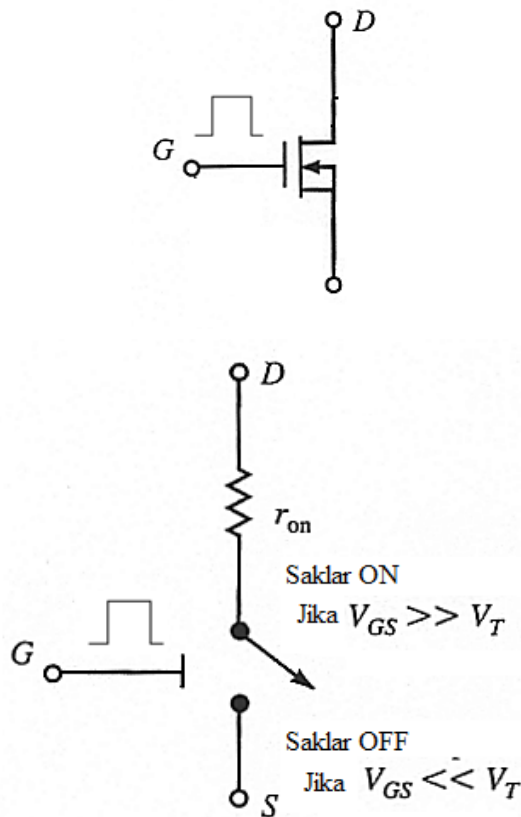 D
G
D
r_on
Saklar ON
Jika V_GS >> V_T
G
Saklar OFF
Jika V_GS << V_T
S